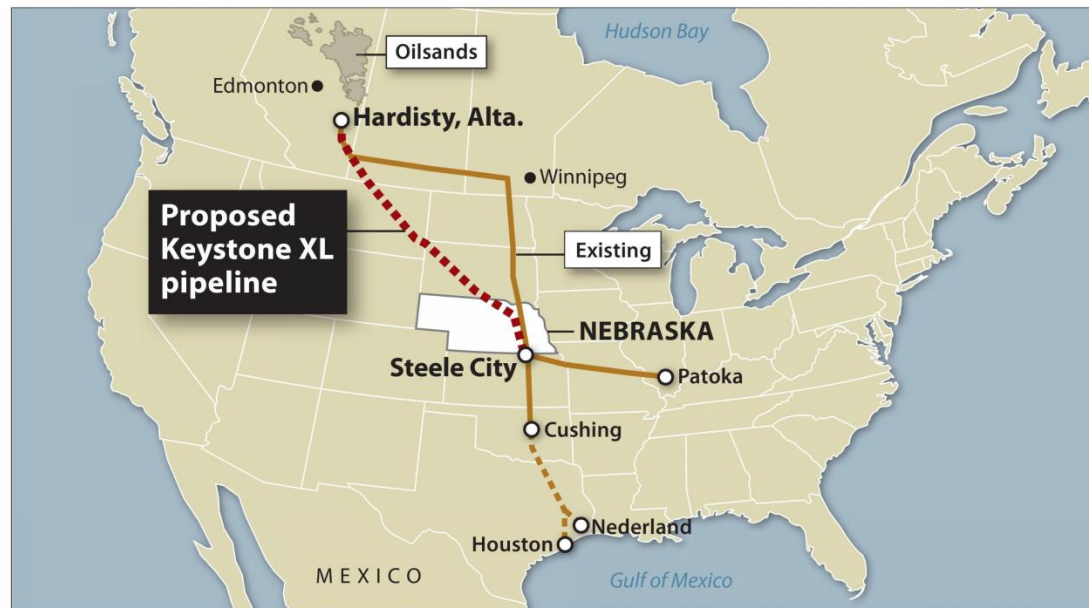 Hudson Bay
Oilsands
Edmonton
Hardisty, Alta.
Winnipeg
Proposed
Keystone XL
pipeline
Existing
NEBRASKA
Steele City
Patoka
Cushing
Nederland
Houston
MEXICO
Gulf of Mexico